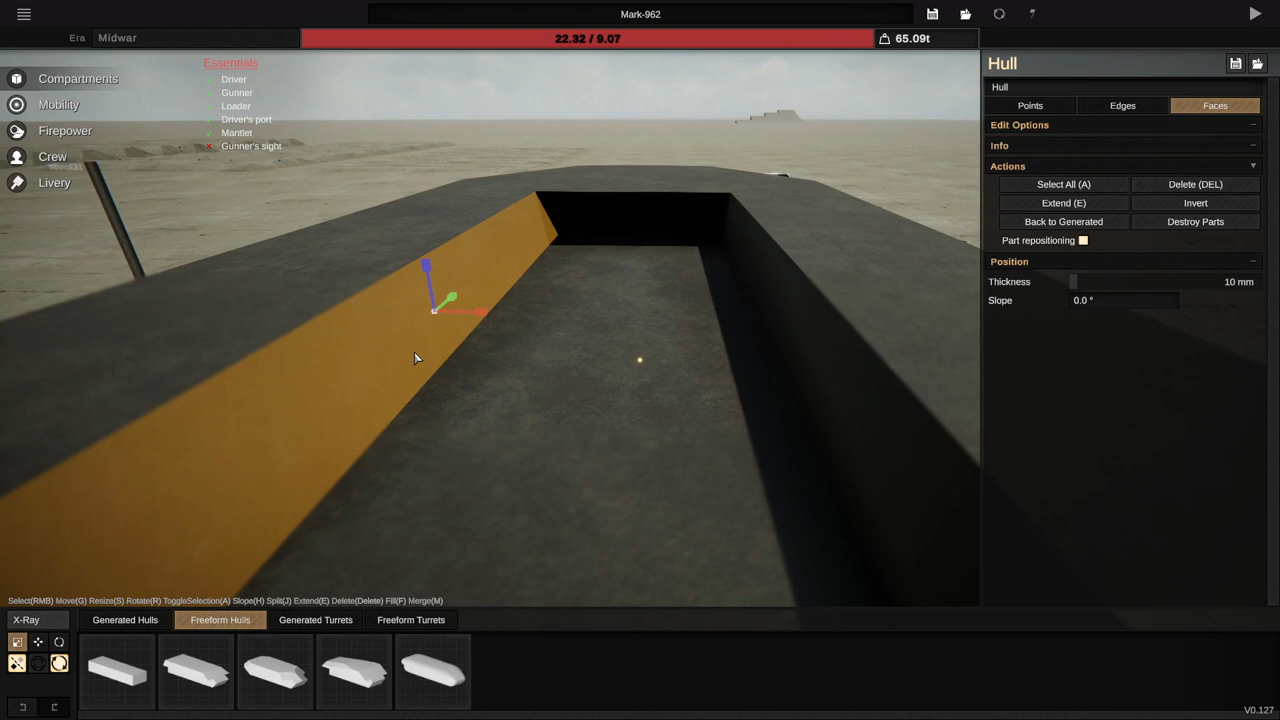 Mark-962
Era Midwar 22.32 / 9.07 65.09t
Compartments
Mobility
Firepower
Crew
Livery
Essentials
Driver
Gunner
Loader
Driver's port
Mantlet
Gunner's sight
Hull
Hull
Points Edges Faces
Edit Options
Info
Actions
Select All (A) Delete (DEL)
Extend (E) Invert
Back to Generated Destroy Parts
Part repositioning
Position
Thickness 10 mm
Slope 0.0 °
Select(RMB) Move(G) Resize(S) Rotate(R) ToggleSelection(A) Slope(H) Split(J) Extend(E) Delete(Delete) Fill(F) Merge(M)
X-Ray Generated Hulls Freeform Hulls Generated Turrets Freeform Turrets
V0.127